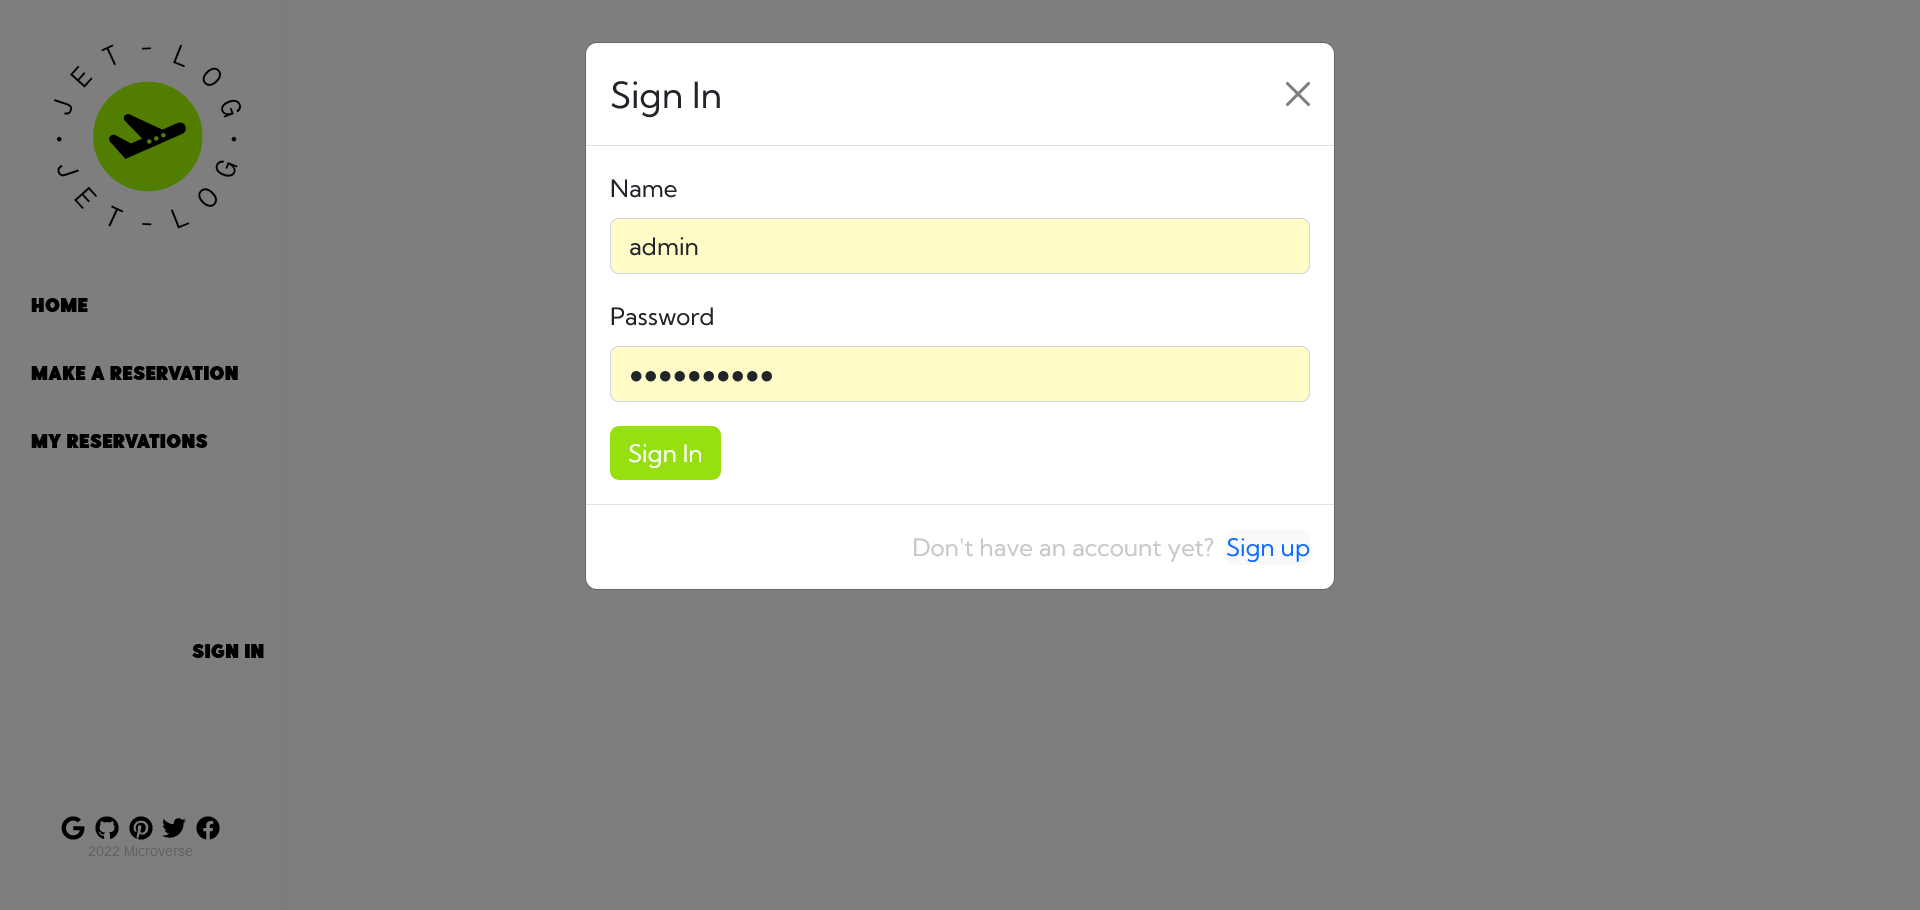 JET-LOG · JET-LOG ·
HOME
MAKE A RESERVATION
MY RESERVATIONS
SIGN IN
2022 Microverse
Sign In
Name
admin
Password
••••••••••
Sign In
Don't have an account yet? Sign up